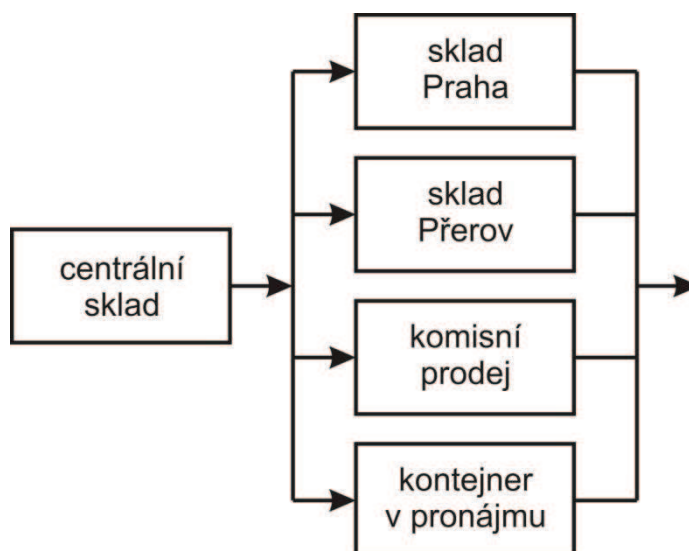 sklad
Praha
sklad
Přerov
centrální
sklad
komisní
prodej
kontejner
v pronájmu